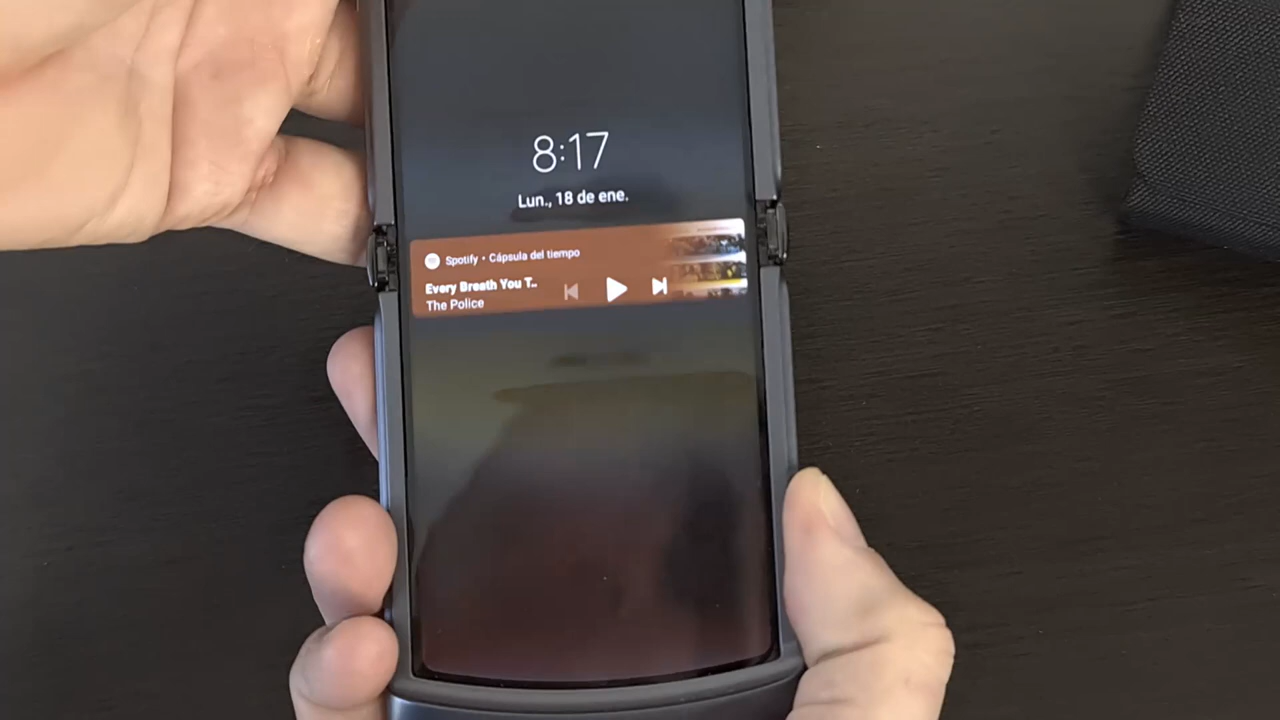 8:17
Lun., 18 de ene.
Spotify • Cápsula del tiempo
Every Breath You T..
The Police